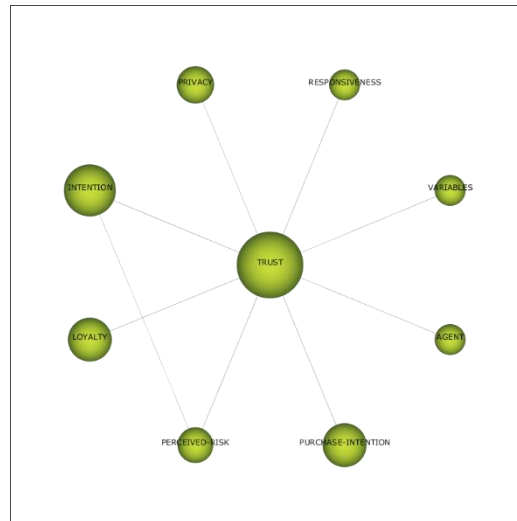 PRIVACY
RESPONSIVENESS
INTENTION
VARIABLES
TRUST
LOYALTY
AGENT
PERCEIVED-RISK
PURCHASE-INTENTION